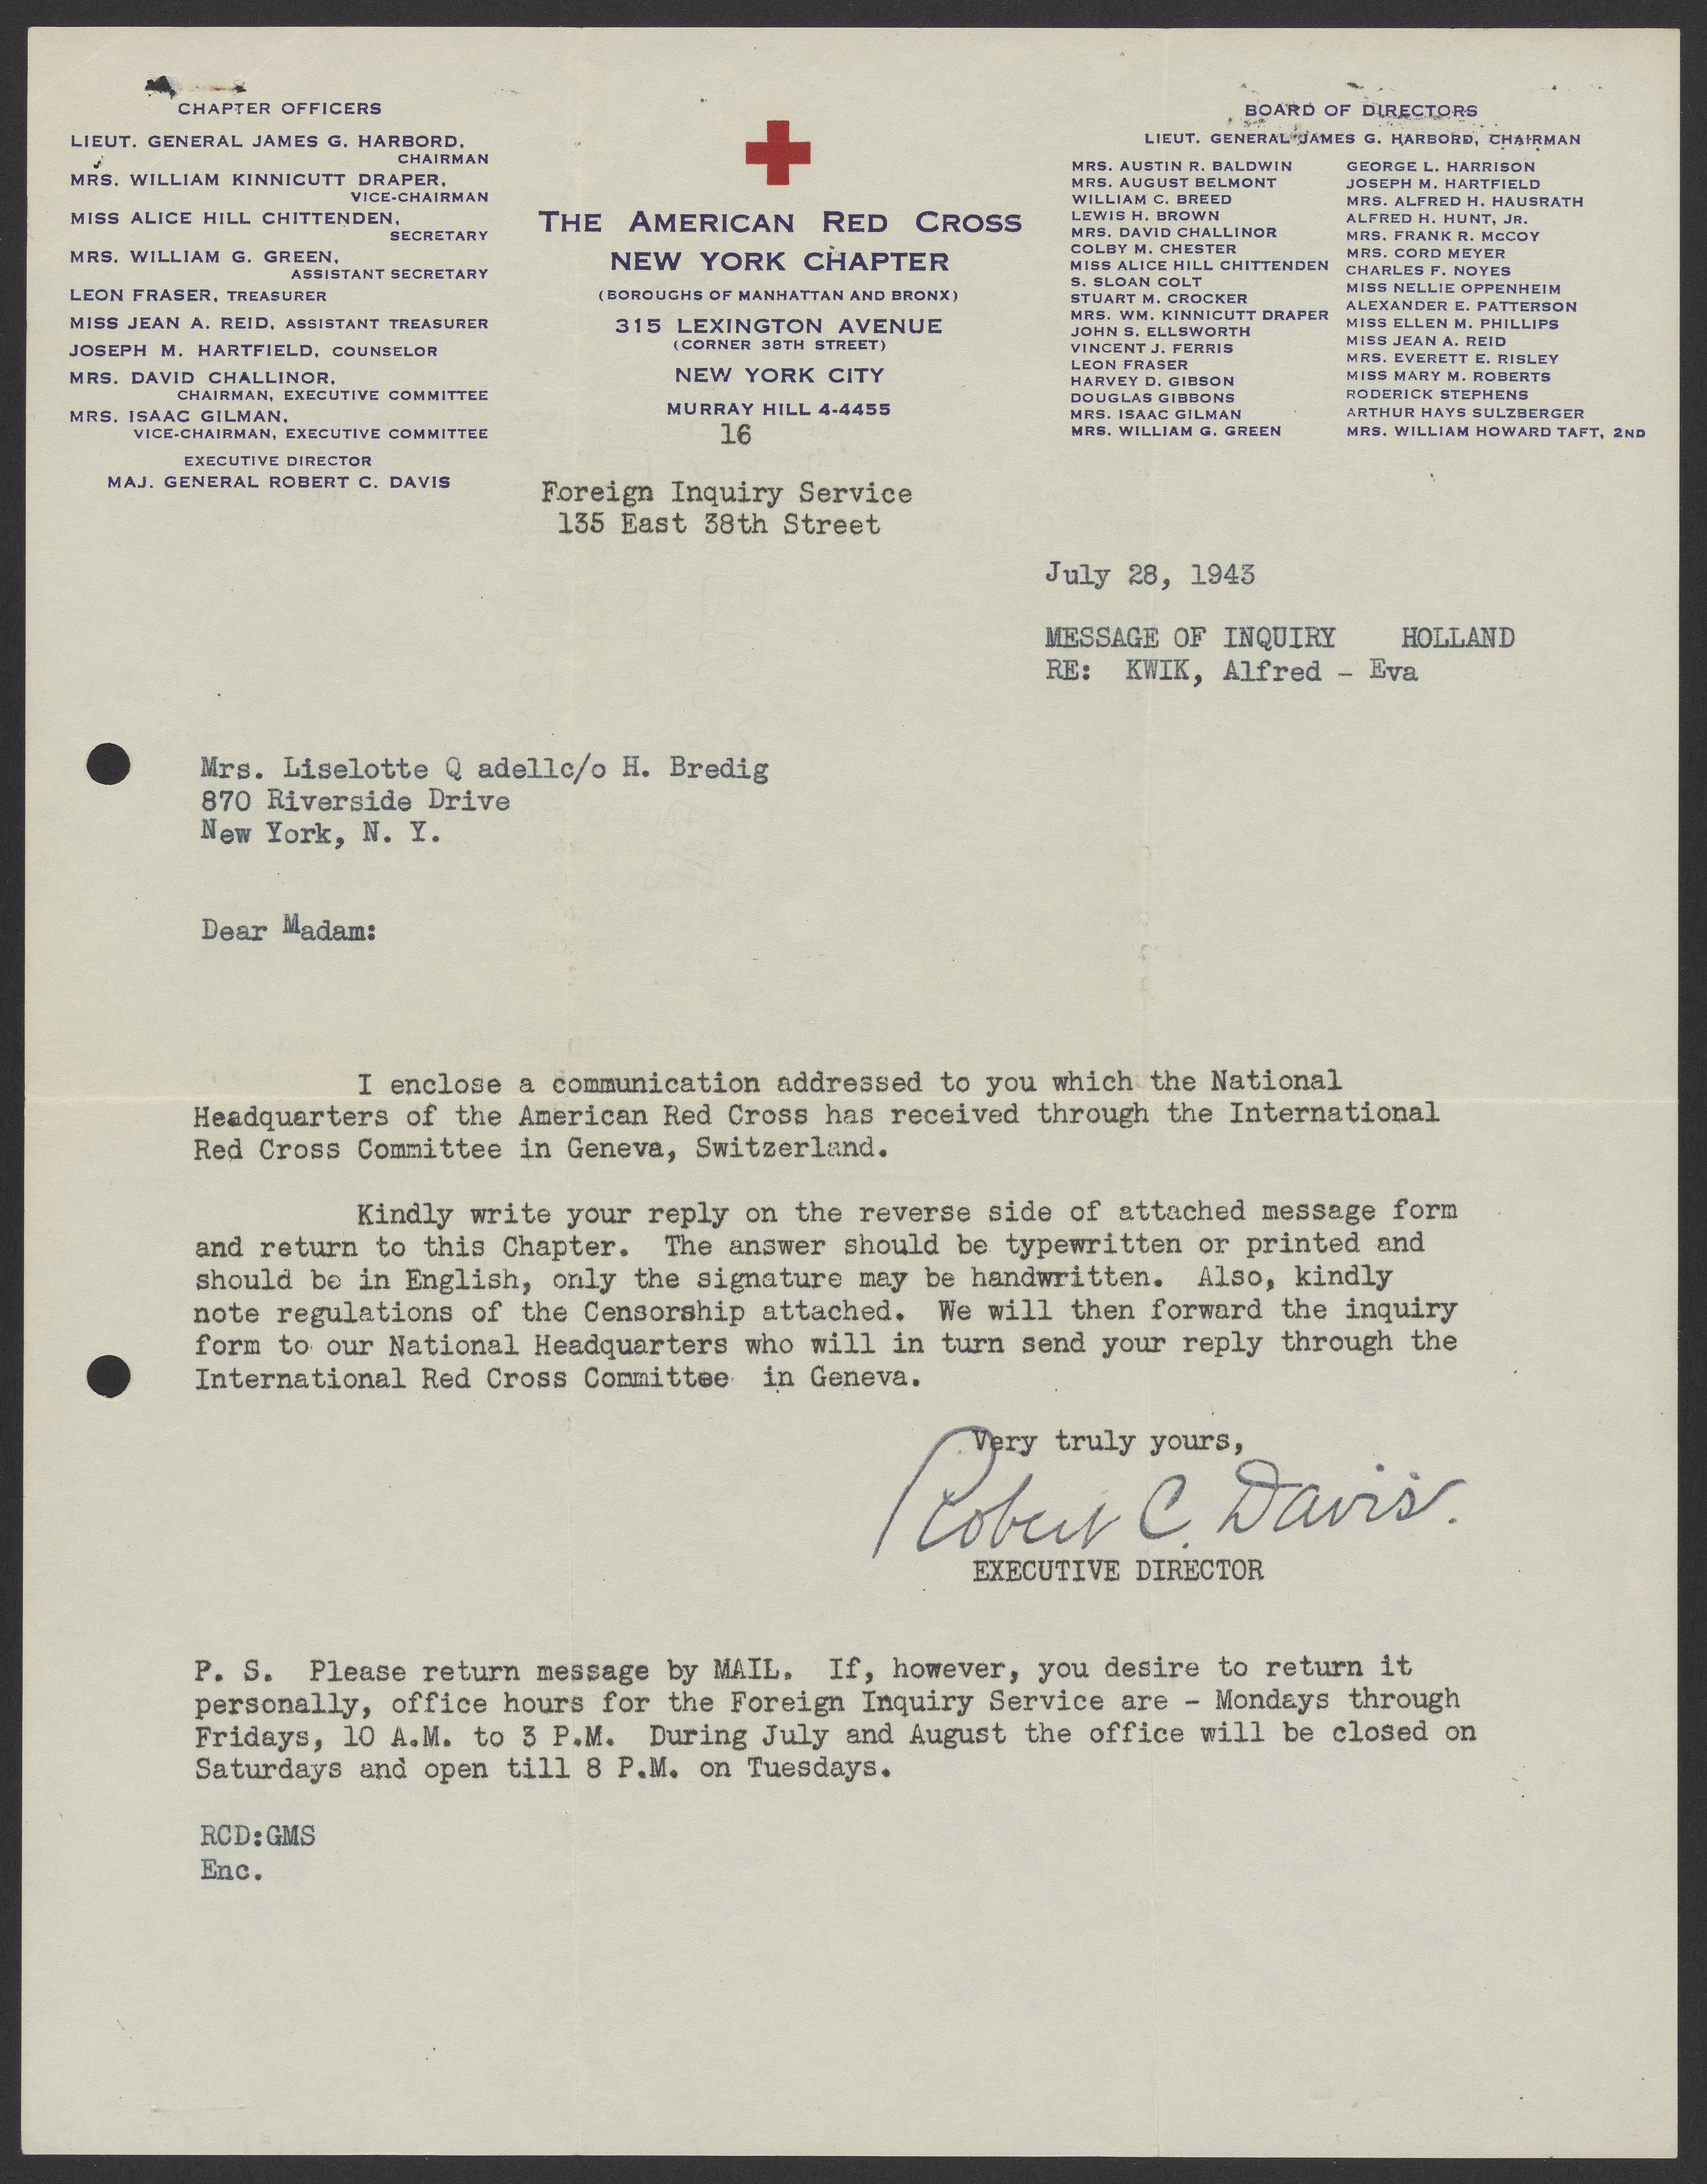 CHAPTER OFFICERS
LIEUT. GENERAL JAMES G. HARBORD,
CHAIRMAN
MRS. WILLIAM KINNICUTT DRAPER,
VICE-CHAIRMAN
MISS ALICE HILL CHITTENDEN,
SECRETARY
MRS. WILLIAM G. GREEN,
ASSISTANT SECRETARY
LEON FRASER, TREASURER
MISS JEAN A. REID, ASSISTANT TREASURER
JOSEPH M. HARTFIELD, COUNSELOR
MRS. DAVID CHALLINOR,
CHAIRMAN, EXECUTIVE COMMITTEE
MRS. ISAAC GILMAN,
VICE-CHAIRMAN, EXECUTIVE COMMITTEE
EXECUTIVE DIRECTOR
MAJ. GENERAL ROBERT C. DAVIS
THE AMERICAN RED CROSS
NEW YORK CHAPTER
(BOROUGHS OF MANHATTAN AND BRONX)
315 LEXINGTON AVENUE
(CORNER 38TH STREET)
NEW YORK CITY
MURRAY HILL 4-4455
16
Foreign Inquiry Service
135 East 38th Street
BOARD OF DIRECTORS
LIEUT. GENERAL JAMES G. HARBORD, CHAIRMAN
MRS. AUSTIN R. BALDWIN
MRS. AUGUST BELMONT
WILLIAM C. BREED
LEWIS H. BROWN
MRS. DAVID CHALLINOR
COLBY M. CHESTER
MISS ALICE HILL CHITTENDEN
S. SLOAN COLT
STUART M. CROCKER
MRS. WM. KINNICUTT DRAPER
JOHN S. ELLSWORTH
VINCENT J. FERRIS
LEON FRASER
HARVEY D. GIBSON
DOUGLAS GIBBONS
MRS. ISAAC GILMAN
MRS. WILLIAM G. GREEN
GEORGE L. HARRISON
JOSEPH M. HARTFIELD
MRS. ALFRED H. HAUSRATH
ALFRED H. HUNT, JR.
MRS. FRANK R. McCOY
MRS. CORD MEYER
CHARLES F. NOYES
MISS NELLIE OPPENHEIM
ALEXANDER E. PATTERSON
MISS ELLEN M. PHILLIPS
MISS JEAN A. REID
MRS. EVERETT E. RISLEY
MISS MARY M. ROBERTS
RODERICK STEPHENS
ARTHUR HAYS SULZBERGER
MRS. WILLIAM HOWARD TAFT, 2ND
July 28, 1943
MESSAGE OF INQUIRY HOLLAND
RE: KWIK, Alfred - Eva
Mrs. Liselotte Q adellc/o H. Bredig
870 Riverside Drive
New York, N. Y.
Dear Madam:
I enclose a communication addressed to you which the National
Headquarters of the American Red Cross has received through the International
Red Cross Committee in Geneva, Switzerland.
Kindly write your reply on the reverse side of attached message form
and return to this Chapter. The answer should be typewritten or printed and
should be in English, only the signature may be handwritten. Also, kindly
note regulations of the Censorship attached. We will then forward the inquiry
form to our National Headquarters who will in turn send your reply through the
International Red Cross Committee in Geneva.
Very truly yours,
Robert C. Davis.
EXECUTIVE DIRECTOR
P. S. Please return message by MAIL. If, however, you desire to return it
personally, office hours for the Foreign Inquiry Service are - Mondays through
Fridays, 10 A.M. to 3 P.M. During July and August the office will be closed on
Saturdays and open till 8 P.M. on Tuesdays.
RCD:GMS
Enc.